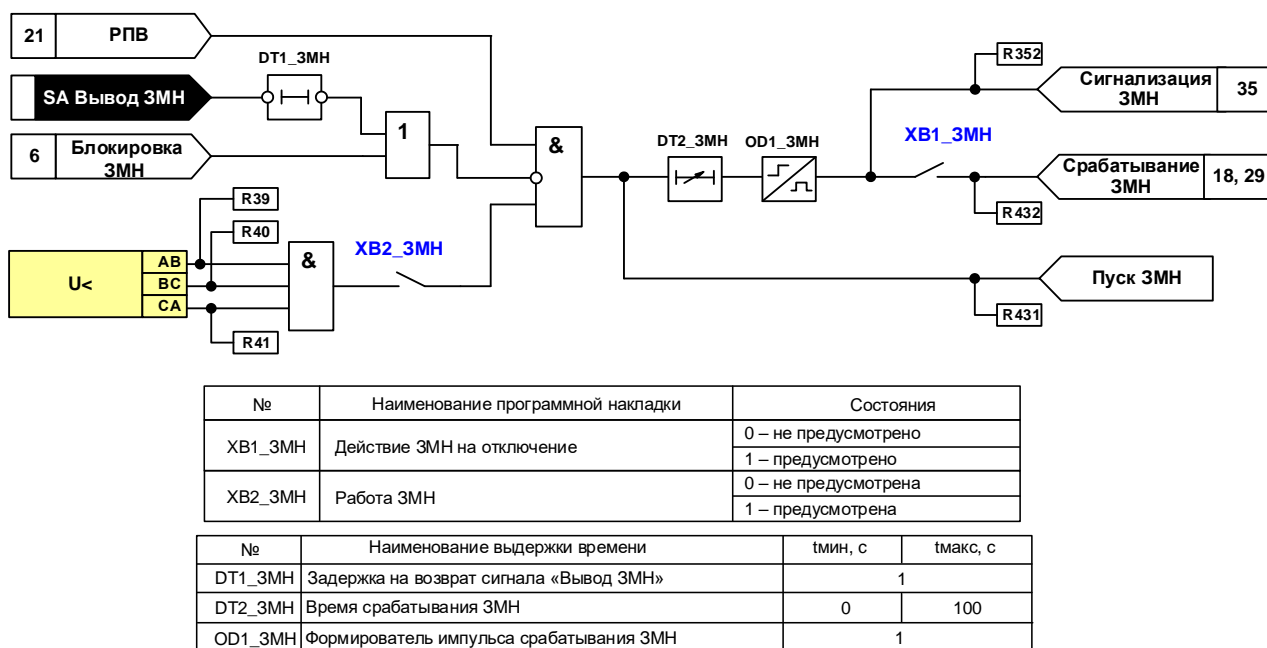 21 РПВ
DT1_ЗМН
SA Вывод ЗМН
6 Блокировка ЗМН
1
&
DT2_ЗМН
OD1_ЗМН
R352
Сигнализация ЗМН 35
XB1_ЗМН
Срабатывание ЗМН 18, 29
R432
R39
R40
XB2_ЗМН
U<
AB
BC
CA
&
R41
Пуск ЗМН
R431
№ Наименование программной накладки Состояния
XB1_ЗМН Действие ЗМН на отключение 0 – не предусмотрено
1 – предусмотрено
XB2_ЗМН Работа ЗМН 0 – не предусмотрена
1 – предусмотрена
№ Наименование выдержки времени tмин, с tмакс, с
DT1_ЗМН Задержка на возврат сигнала «Вывод ЗМН» 1
DT2_ЗМН Время срабатывания ЗМН 0 100
OD1_ЗМН Формирователь импульса срабатывания ЗМН 1